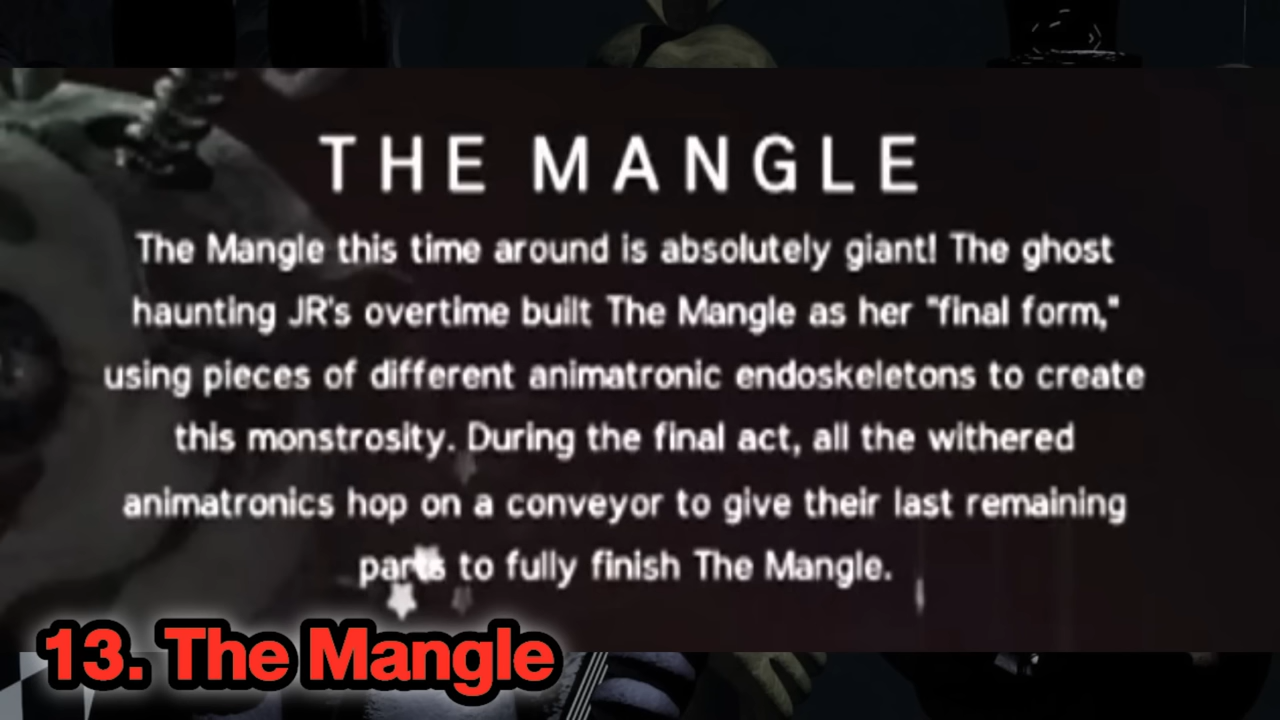 THE MANGLE
The Mangle this time around is absolutely giant! The ghost
haunting JR's overtime built The Mangle as her "final form,"
using pieces of different animatronic endoskeletons to create
this monstrosity. During the final act, all the withered
animatronics hop on a conveyor to give their last remaining
parts to fully finish The Mangle.
13. The Mangle